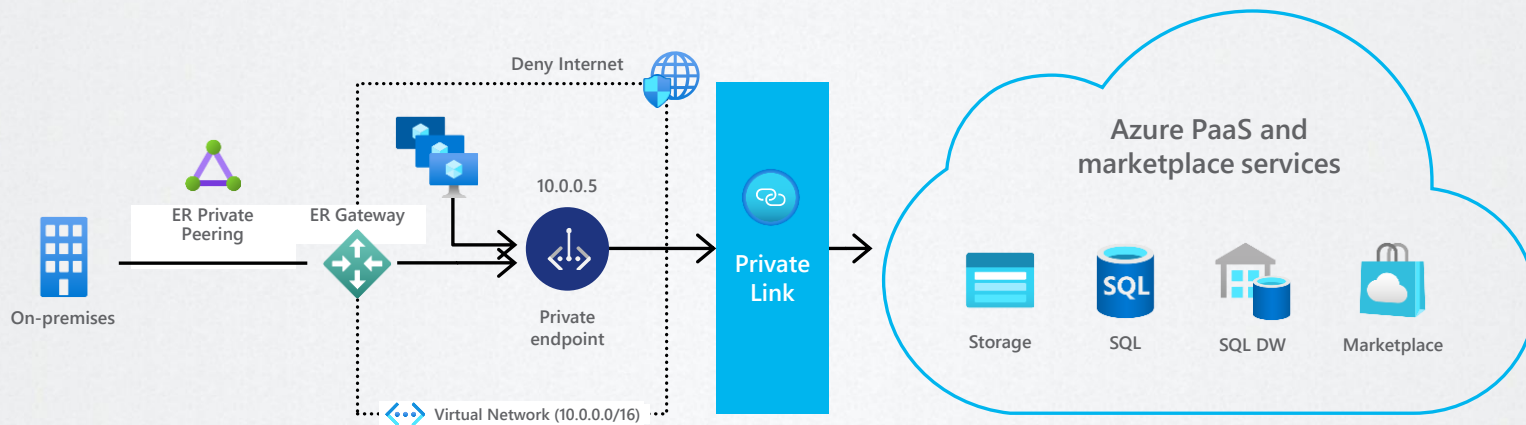 Deny Internet
Azure PaaS and
marketplace services
10.0.0.5
ER Private
Peering
ER Gateway
Private
Link
SQL
On-premises
Private
endpoint
Storage
SQL
SQL DW
Marketplace
Virtual Network (10.0.0.0/16)